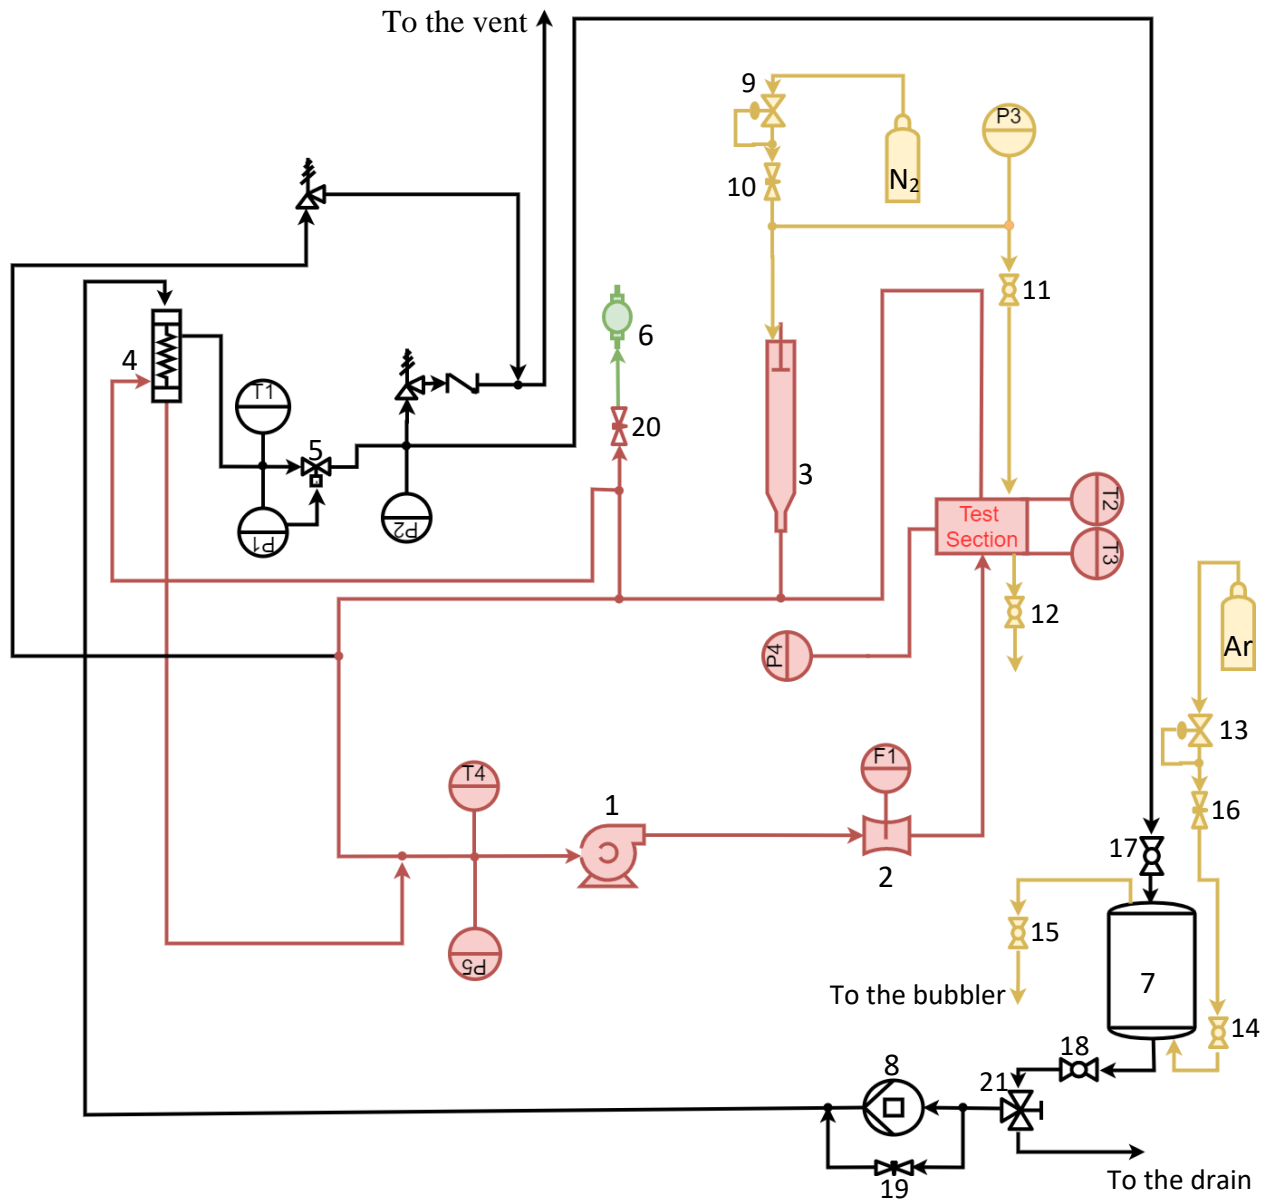 To the vent
9
P3
N2
10
11
6
4
T1
20
5
3
T2
Test
Section
P1
P2
T3
12
Ar
P4
13
F1
T4
1
16
17
2
15
P5
7
To the bubbler
14
18
8
21
To the drain
19